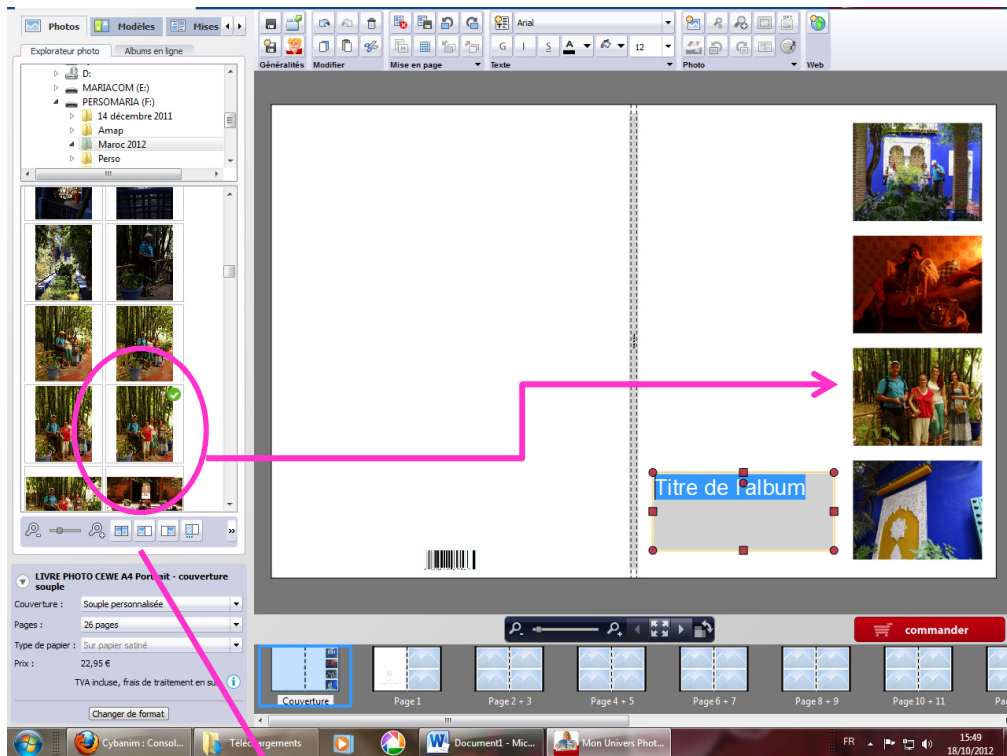 Photos Modèles Mises
Explorateur photo Albums en ligne
D:
MARIACOM (E:)
PERSOMARIA (F:)
14 décembre 2011
Amap
Maroc 2012
Perso
Arial
G I S A 12
Généralités Modifier Mise en page Texte Photo Web
Titre de l'album
LIVRE PHOTO CEWE A4 Portrait - couverture
souple
Couverture : Souple personnalisée
Pages : 26 pages
Type de papier : Sur papier satiné
Prix : 22,95 €
TVA incluse, frais de traitement en su
Changer de format
commander
Couverture Page 1 Page 2 + 3 Page 4 + 5 Page 6 + 7 Page 8 + 9 Page 10 + 11 Pa
Cybanim : Consol... Téléchargements Document1 - Mic... Mon Univers Phot... FR 15:49
18/10/2012